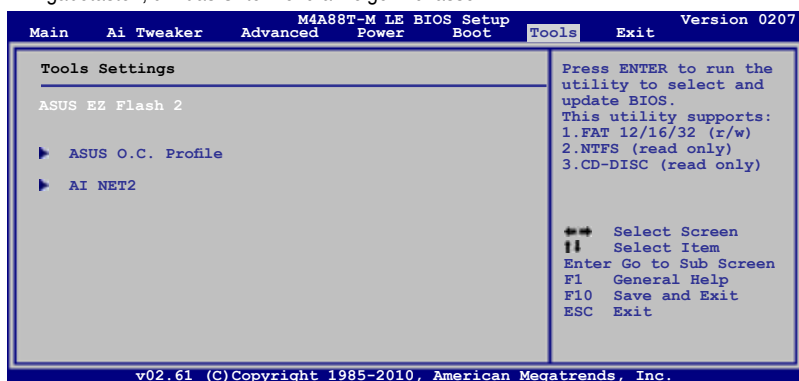 M4A88T-M LE BIOS Setup Version 0207
Main Ai Tweaker Advanced Power Boot Tools Exit
Tools Settings
ASUS EZ Flash 2
ASUS O.C. Profile
AI NET2
Press ENTER to run the
utility to select and
update BIOS.
This utility supports:
1.FAT 12/16/32 (r/w)
2.NTFS (read only)
3.CD-DISC (read only)
Select Screen
Select Item
Enter Go to Sub Screen
F1 General Help
F10 Save and Exit
ESC Exit
v02.61 (C)Copyright 1985-2010, American Megatrends, Inc.